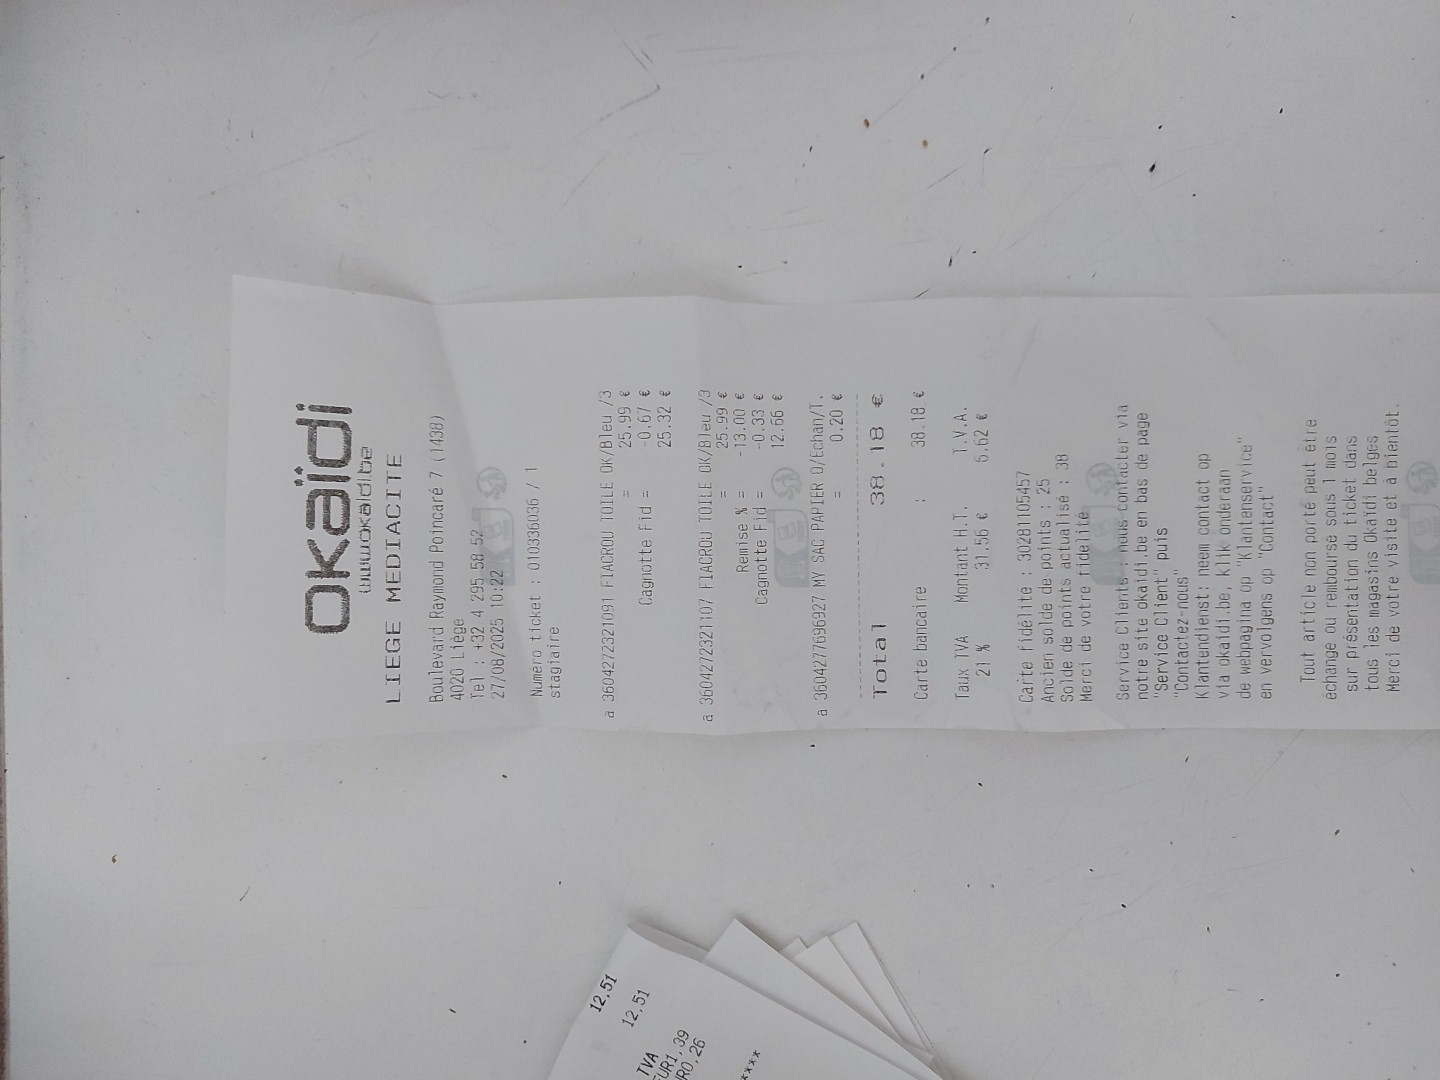 okaïdi
www.okaidi.be
LIEGE MEDIACITE
Boulevard Raymond Poincaré 7 (1438)
4020 Liège
Tel : +32 4 295 58 52
27/08/2025 10:22
Numéro ticket : 010336036 / 1
stagiaire
a 3604272321091 FIACROU TOILE OK/Bleu /3
= 25.99 €
Cagnotte Fid = -0.67 €
25.32 €
a 3604272321107 FIACROU TOILE OK/Bleu /3
= 25.99 €
Remise % = -13.00 €
Cagnotte Fid = -0.33 €
12.66 €
a 3604277696927 MY SAC PAPIER O/Echan/T.
= 0.20 €
Total 38.18 €
Carte bancaire : 38.18 €
Taux TVA Montant H.T. T.V.A.
21 % 31.56 € 6.62 €
Carte fidélité : 30281105457
Ancien solde de points : 25
Solde de points actualisé : 38
Merci de votre fidélité
Service Clients : nous contacter via
notre site okaidi.be en bas de page
"Service Client" puis
"Contactez-nous"
Klantendienst: neem contact op
via okaidi.be, klik onderaan
de webpagina op "Klantenservice"
en vervolgens op "Contact"
Tout article non porté peut être
échangé ou remboursé sous 1 mois
sur présentation du ticket dans
tous les magasins Okaïdi belges
Merci de votre visite et à bientôt.
12,51
12,51
TVA
EUR1,39
RO,26
****